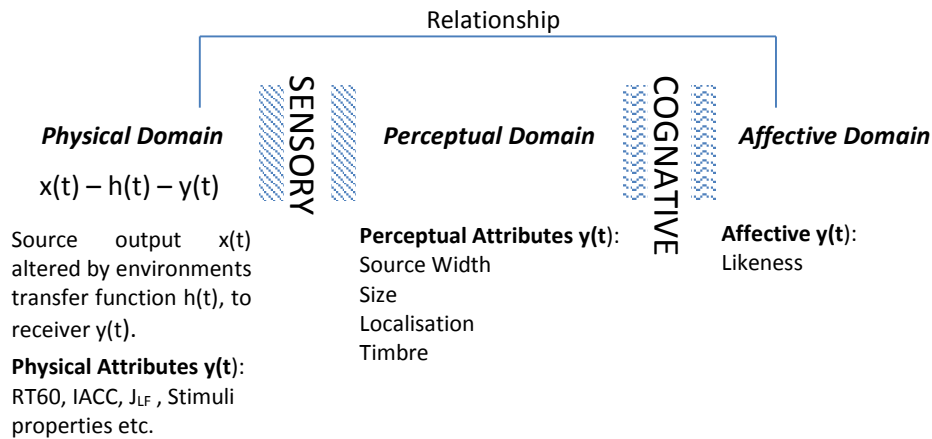 Relationship
SENSORY
COGNATIVE
Physical Domain
Perceptual Domain
Affective Domain
x(t) – h(t) – y(t)
Source output x(t)
altered by environments
transfer function h(t), to
receiver y(t).
Physical Attributes y(t):
RT60, IACC, JLF , Stimuli
properties etc.
Perceptual Attributes y(t):
Source Width
Size
Localisation
Timbre
Affective y(t):
Likeness